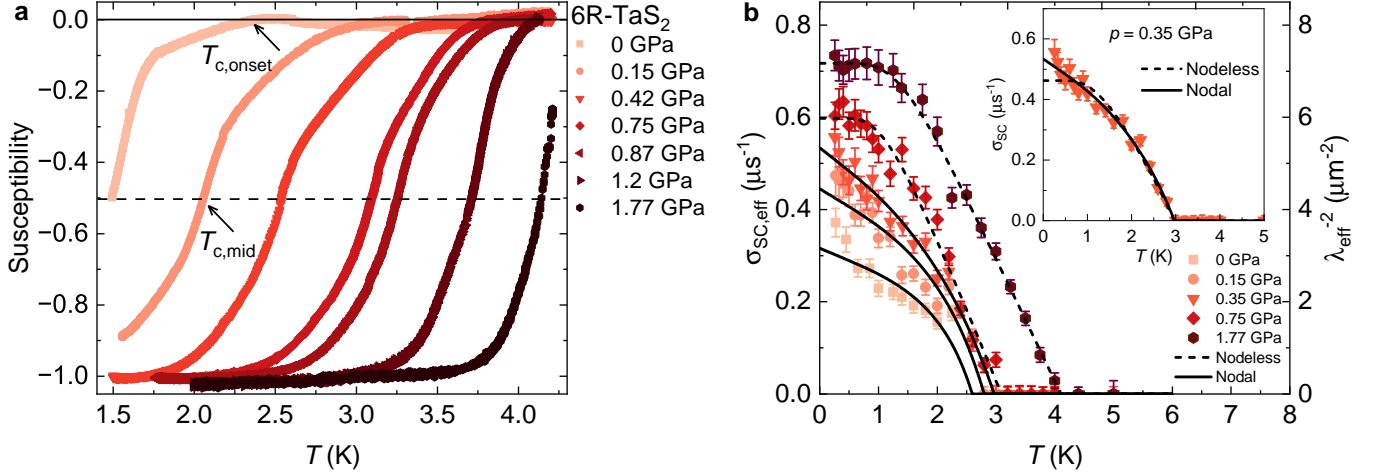 a
6R-TaS2
0 GPa
0.15 GPa
0.42 GPa
0.75 GPa
0.87 GPa
1.2 GPa
1.77 GPa
Tc,onset
Tc,mid
Susceptibility
0.0
−0.2
−0.4
−0.6
−0.8
−1.0
1.5 2.0 2.5 3.0 3.5 4.0
T (K)
b
σSC,eff (μs-1)
0.8
0.6
0.4
0.2
0.0
0 1 2 3 4 5 6 7 8
T (K)
λeff-2 (μm-2)
8
6
4
2
0
p = 0.35 GPa
Nodeless
Nodal
σSC (μs-1)
0.6
0.4
0.2
0.0
0 1 2 3 4 5
T (K)
0 GPa
0.15 GPa
0.35 GPa
0.75 GPa
1.77 GPa
Nodeless
Nodal